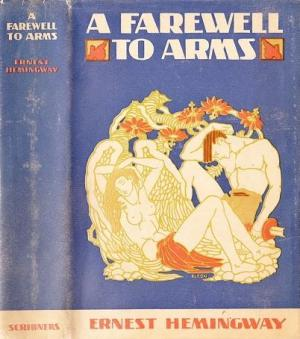 A
FAREWELL
TO ARMS
ERNEST
HEMINGWAY
SCRIBNERS
A FAREWELL
TO ARMS
ERNEST HEMINGWAY